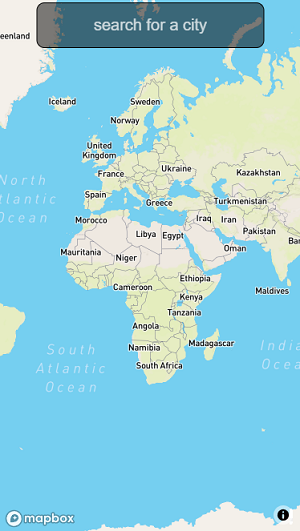 search for a city
eenland
Iceland
Sweden
Norway
United
Kingdom
Ukraine
France
Kazakhstan
Spain
Turkmenistan
Greece
Morocco
Iraq
Iran
Libya
Egypt
Pakistan
Mauritania
Oman
Niger
Ba
Ethiopia
Cameroon
Maldives
Kenya
Tanzania
Angola
Namibia
Madagascar
South Africa
North
Atlantic
Ocean
South
Atlantic
Ocean
Indi
Ocea
mapbox
i